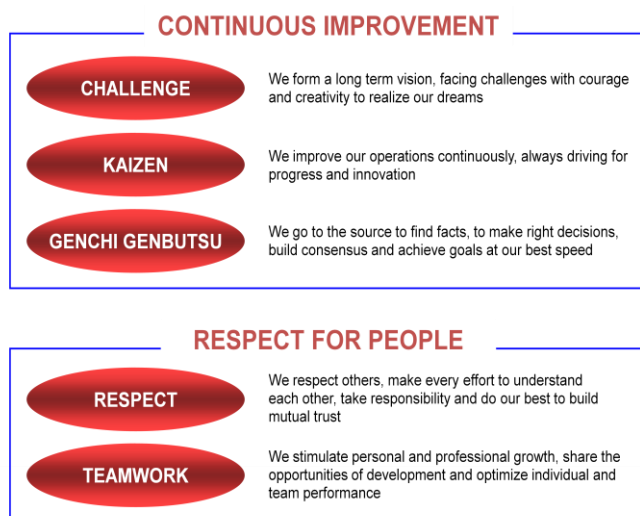 CONTINUOUS IMPROVEMENT
CHALLENGE
We form a long term vision, facing challenges with courage
and creativity to realize our dreams
KAIZEN
We improve our operations continuously, always driving for
progress and innovation
GENCHI GENBUTSU
We go to the source to find facts, to make right decisions,
build consensus and achieve goals at our best speed
RESPECT FOR PEOPLE
RESPECT
We respect others, make every effort to understand
each other, take responsibility and do our best to build
mutual trust
TEAMWORK
We stimulate personal and professional growth, share the
opportunities of development and optimize individual and
team performance